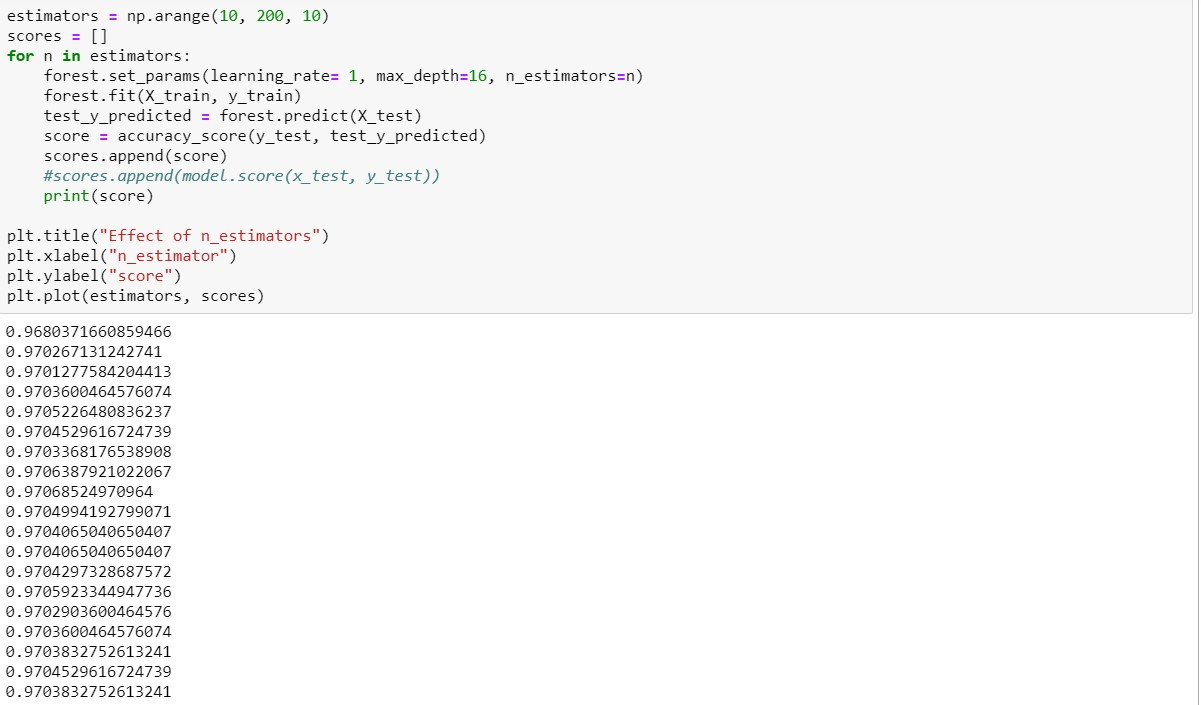 estimators = np.arange(10, 200, 10)
scores = []
for n in estimators:
    forest.set_params(learning_rate= 1, max_depth=16, n_estimators=n)
    forest.fit(X_train, y_train)
    test_y_predicted = forest.predict(X_test)
    score = accuracy_score(y_test, test_y_predicted)
    scores.append(score)
    #scores.append(model.score(x_test, y_test))
    print(score)
plt.title("Effect of n_estimators")
plt.xlabel("n_estimator")
plt.ylabel("score")
plt.plot(estimators, scores)
0.9680371660859466
0.970267131242741
0.9701277584204413
0.9703600464576074
0.9705226480836237
0.9704529616724739
0.9703368176538908
0.9706387921022067
0.97068524970964
0.9704994192799071
0.9704065040650407
0.9704065040650407
0.9704297328687572
0.9705923344947736
0.9702903600464576
0.9703600464576074
0.9703832752613241
0.9704529616724739
0.9703832752613241